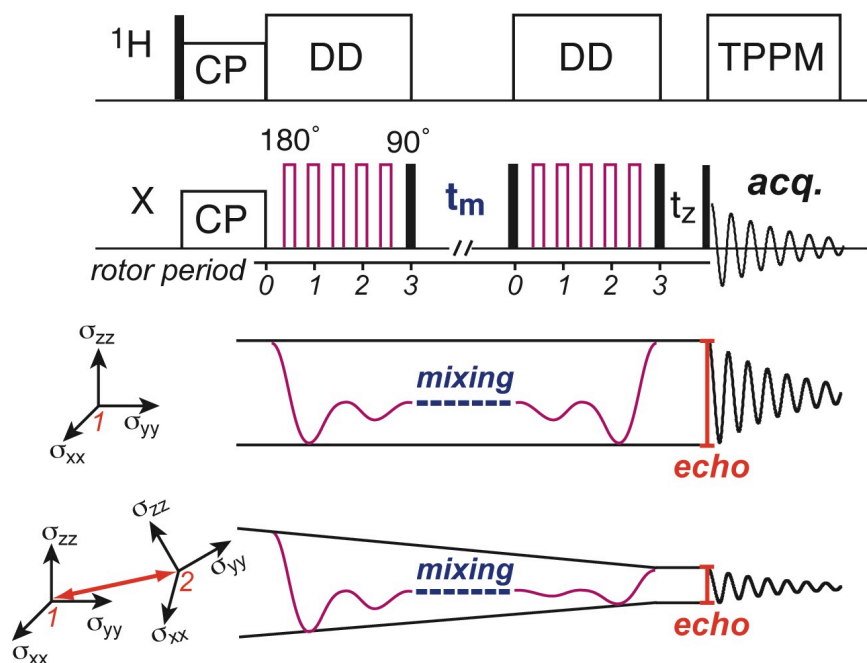 ¹H CP DD DD TPPM
180° 90°
X CP tₘ t_z acq.
rotor period 0 1 2 3 0 1 2 3
σzz
σyy
σxx
1
mixing
echo
σzz
σyy
σxx
1
σzz
σyy
σxx
2
mixing
echo